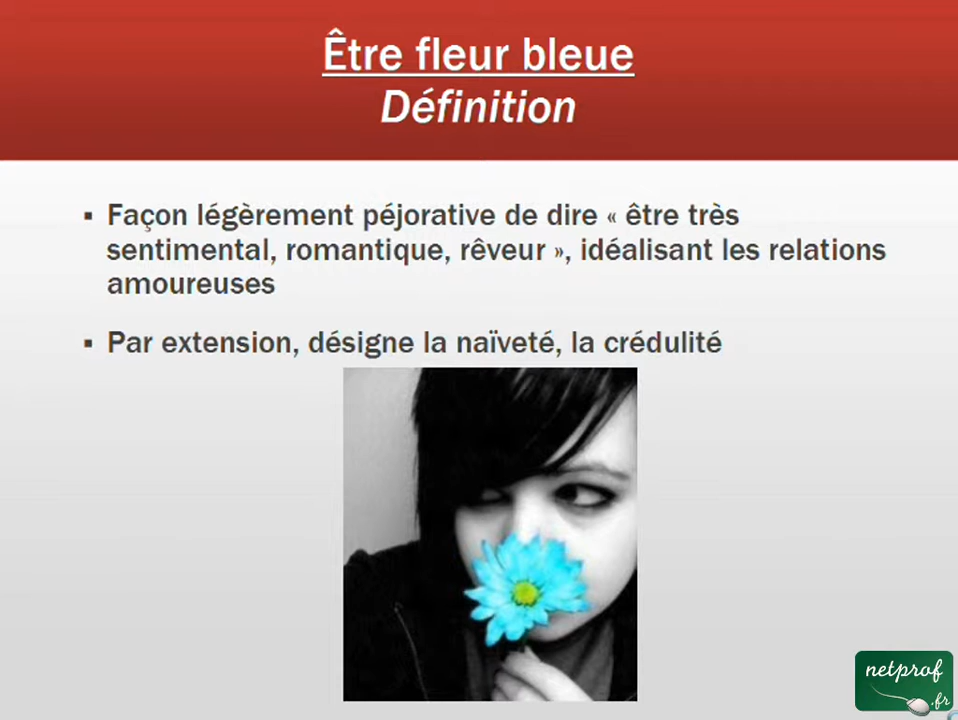 Être fleur bleue
Définition
▪ Façon légèrement péjorative de dire « être très
sentimental, romantique, rêveur », idéalisant les relations
amoureuses
▪ Par extension, désigne la naïveté, la crédulité
netprof
.fr